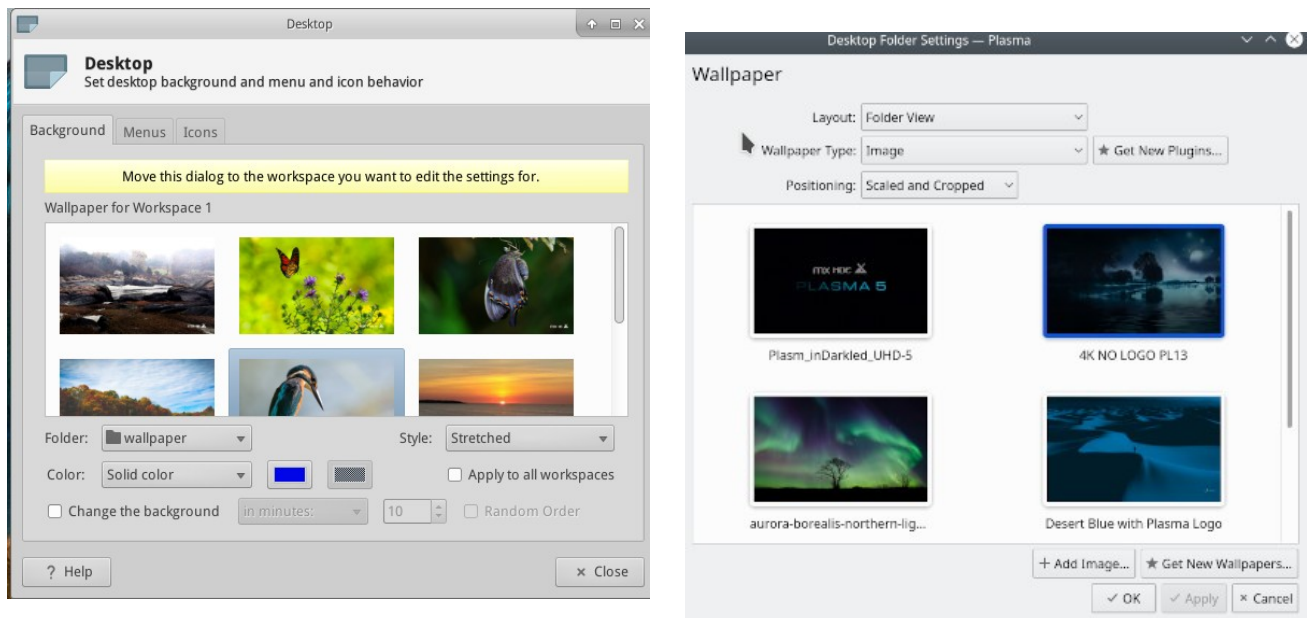 Desktop
Desktop
Set desktop background and menu and icon behavior
Background Menus Icons
Move this dialog to the workspace you want to edit the settings for.
Wallpaper for Workspace 1
Folder: wallpaper Style: Stretched
Color: Solid color Apply to all workspaces
Change the background in minutes: 10 Random Order
? Help × Close
Desktop Folder Settings — Plasma
Wallpaper
Layout: Folder View
Wallpaper Type: Image ★ Get New Plugins...
Positioning: Scaled and Cropped
PLASMA 5
Plasm_inDarkled_UHD-5 4K NO LOGO PL13
aurora-borealis-northern-lig... Desert Blue with Plasma Logo
+ Add Image... ★ Get New Wallpapers...
✓ OK ✓ Apply × Cancel